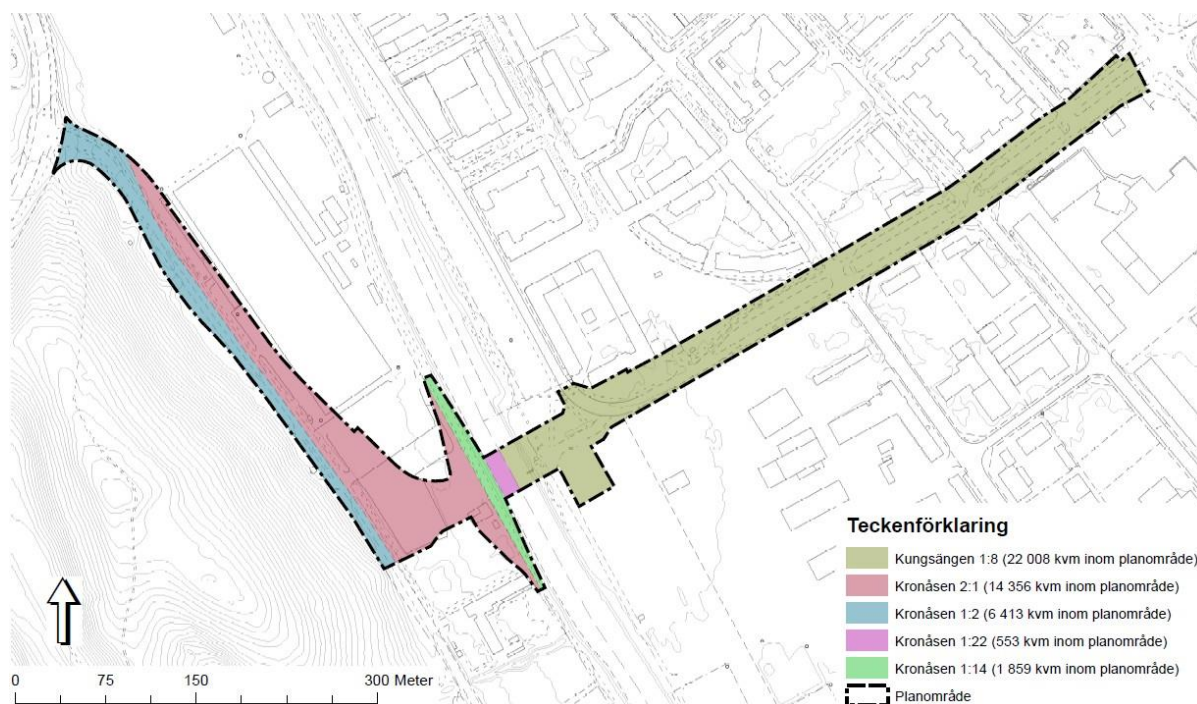 Teckenförklaring
Kungsängen 1:8 (22 008 kvm inom planområde)
Kronåsen 2:1 (14 356 kvm inom planområde)
Kronåsen 1:2 (6 413 kvm inom planområde)
Kronåsen 1:22 (553 kvm inom planområde)
Kronåsen 1:14 (1 859 kvm inom planområde)
Planområde
0 75 150 300 Meter